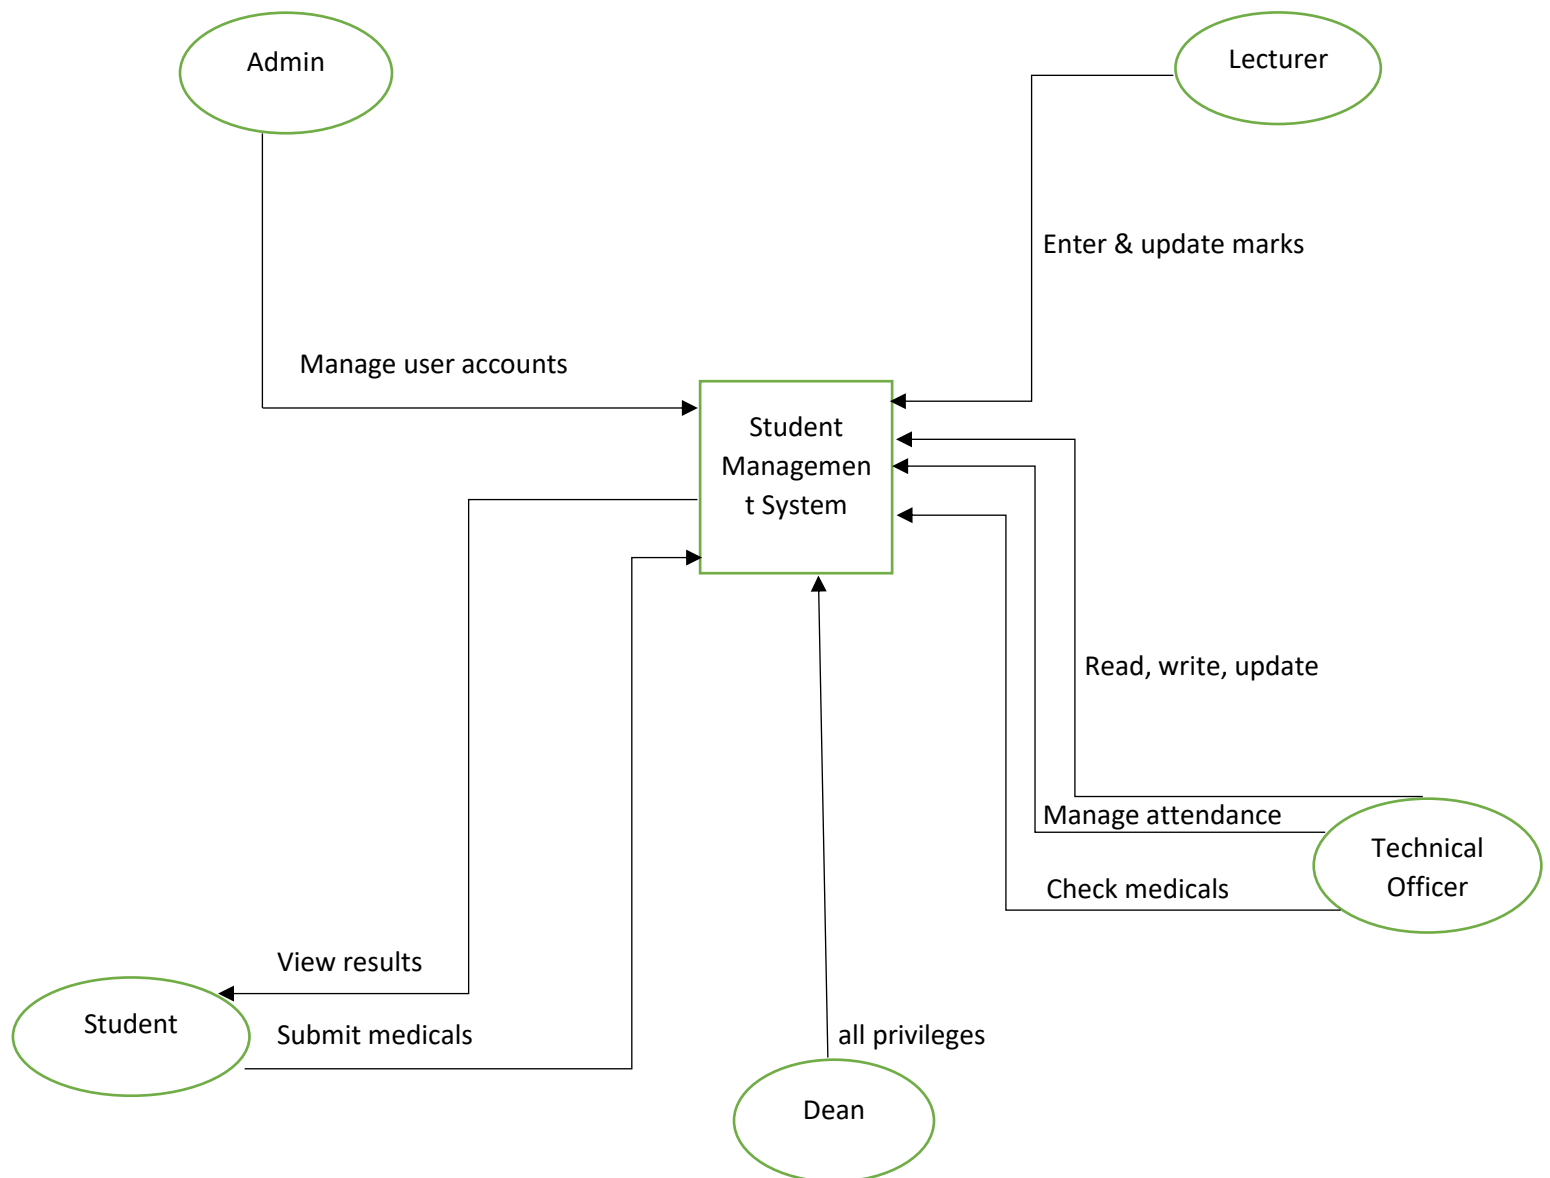 Admin
Lecturer
Enter & update marks
Manage user accounts
Student
Managemen
t System
Read, write, update
Manage attendance
Technical
Officer
Check medicals
View results
Student
Submit medicals
all privileges
Dean